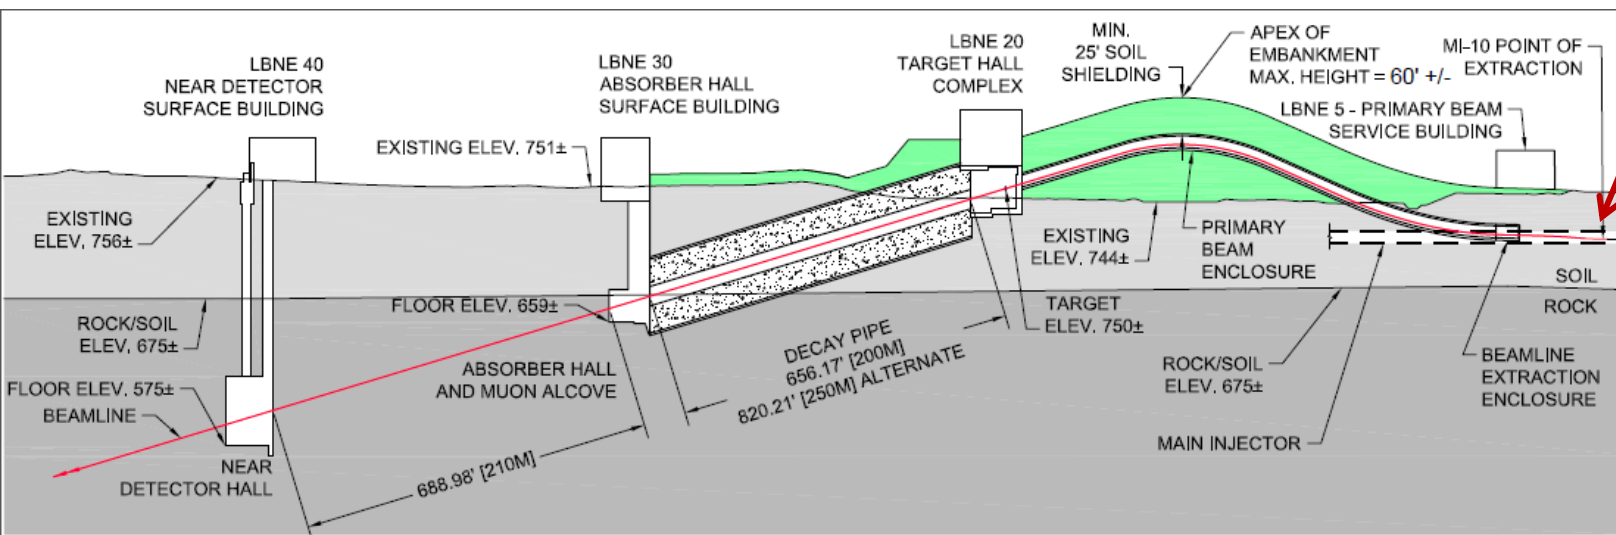 LBNE 40
NEAR DETECTOR
SURFACE BUILDING
LBNE 30
ABSORBER HALL
SURFACE BUILDING
LBNE 20
TARGET HALL
COMPLEX
MIN.
25' SOIL
SHIELDING
APEX OF
EMBANKMENT
MAX. HEIGHT = 60' +/-
MI-10 POINT OF
EXTRACTION
LBNE 5 - PRIMARY BEAM
SERVICE BUILDING
EXISTING ELEV. 751±
EXISTING
ELEV. 756±
EXISTING
ELEV. 744±
PRIMARY
BEAM
ENCLOSURE
SOIL
ROCK
FLOOR ELEV. 659±
TARGET
ELEV. 750±
ROCK/SOIL
ELEV. 675±
DECAY PIPE
656.17' [200M]
820.21' [250M] ALTERNATE
ABSORBER HALL
AND MUON ALCOVE
ROCK/SOIL
ELEV. 675±
BEAMLINE
EXTRACTION
ENCLOSURE
FLOOR ELEV. 575±
BEAMLINE
MAIN INJECTOR
NEAR
DETECTOR HALL
688.98' [210M]